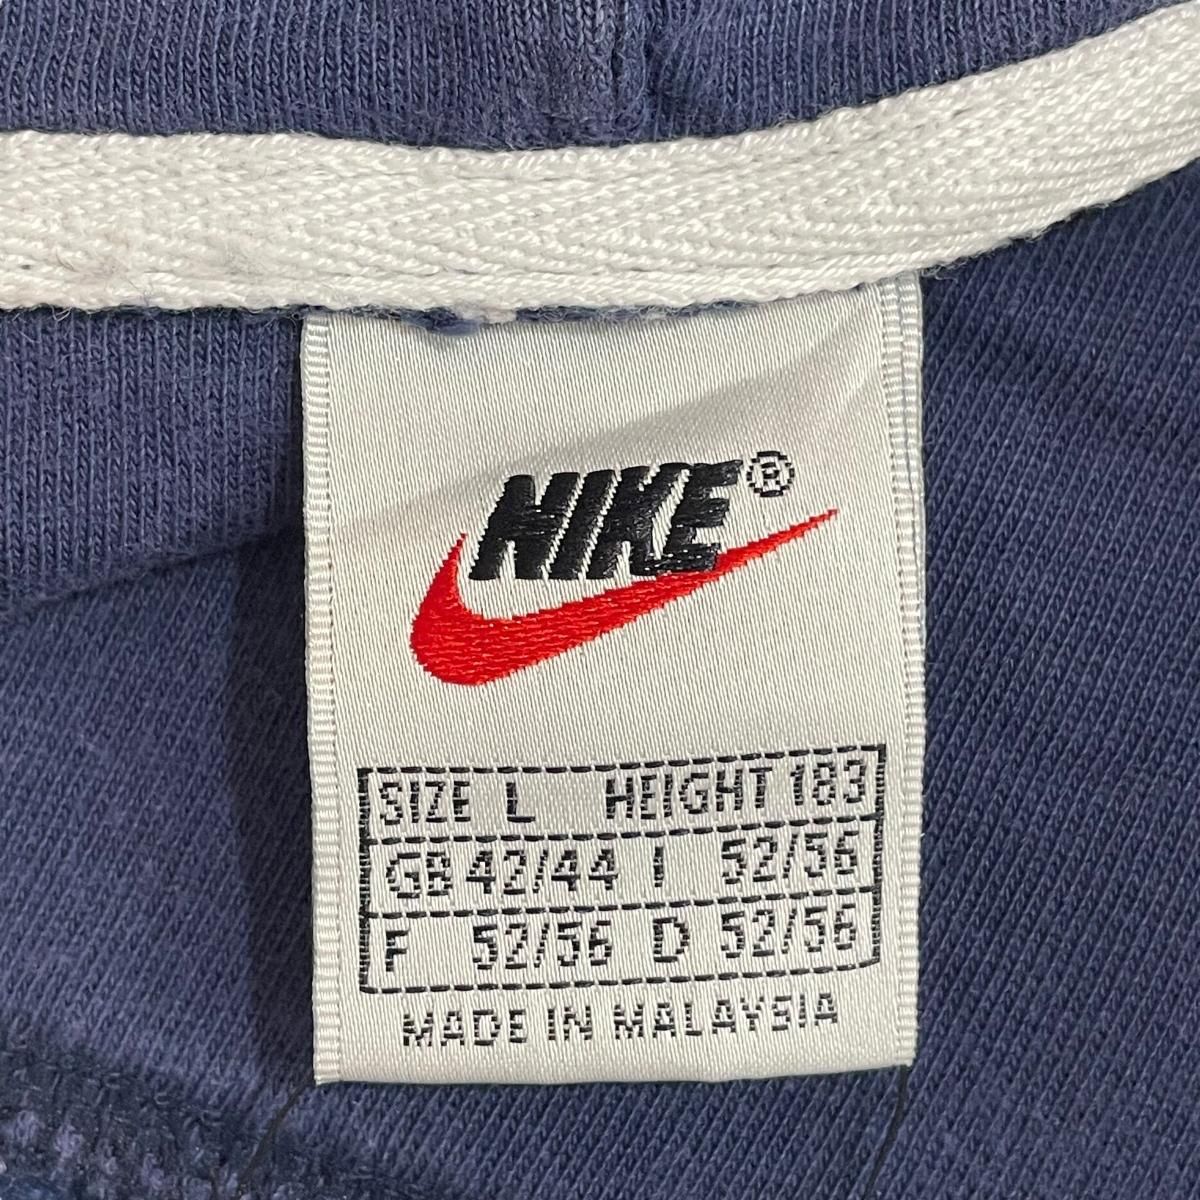 NIKE®
SIZE L HEIGHT 183
GB 42/44 I 52/56
F 52/56 D 52/56
MADE IN MALAYSIA